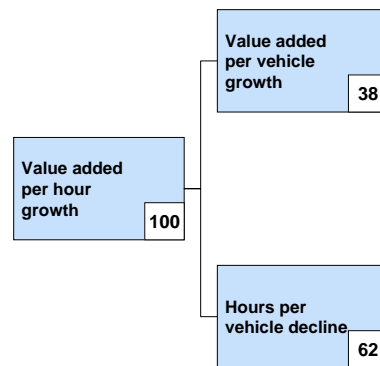 Value added
per vehicle
growth
38
Value added
per hour
growth
100
Hours per
vehicle decline
62